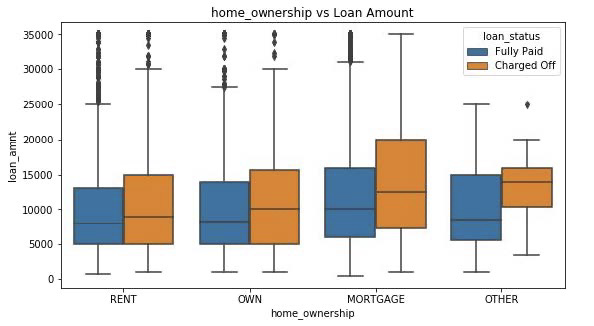 home_ownership vs Loan Amount
loan_status
Fully Paid
Charged Off
loan_amnt
35000
30000
25000
20000
15000
10000
5000
0
RENT OWN MORTGAGE OTHER
home_ownership